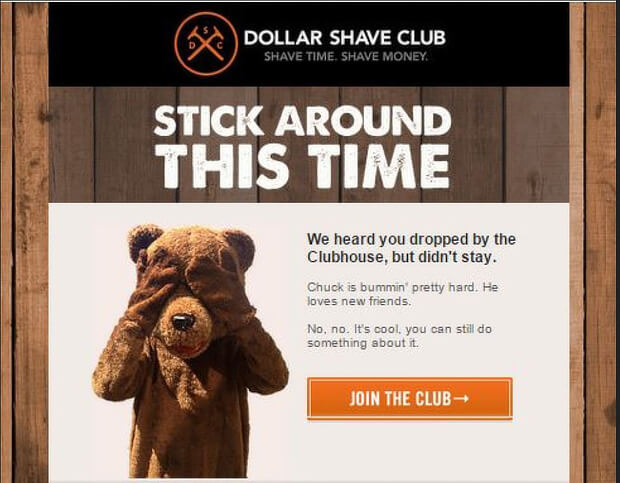 S
D C
DOLLAR SHAVE CLUB
SHAVE TIME. SHAVE MONEY.
STICK AROUND
THIS TIME
We heard you dropped by the
Clubhouse, but didn't stay.
Chuck is bummin' pretty hard. He
loves new friends.
No, no. It's cool, you can still do
something about it.
JOIN THE CLUB→